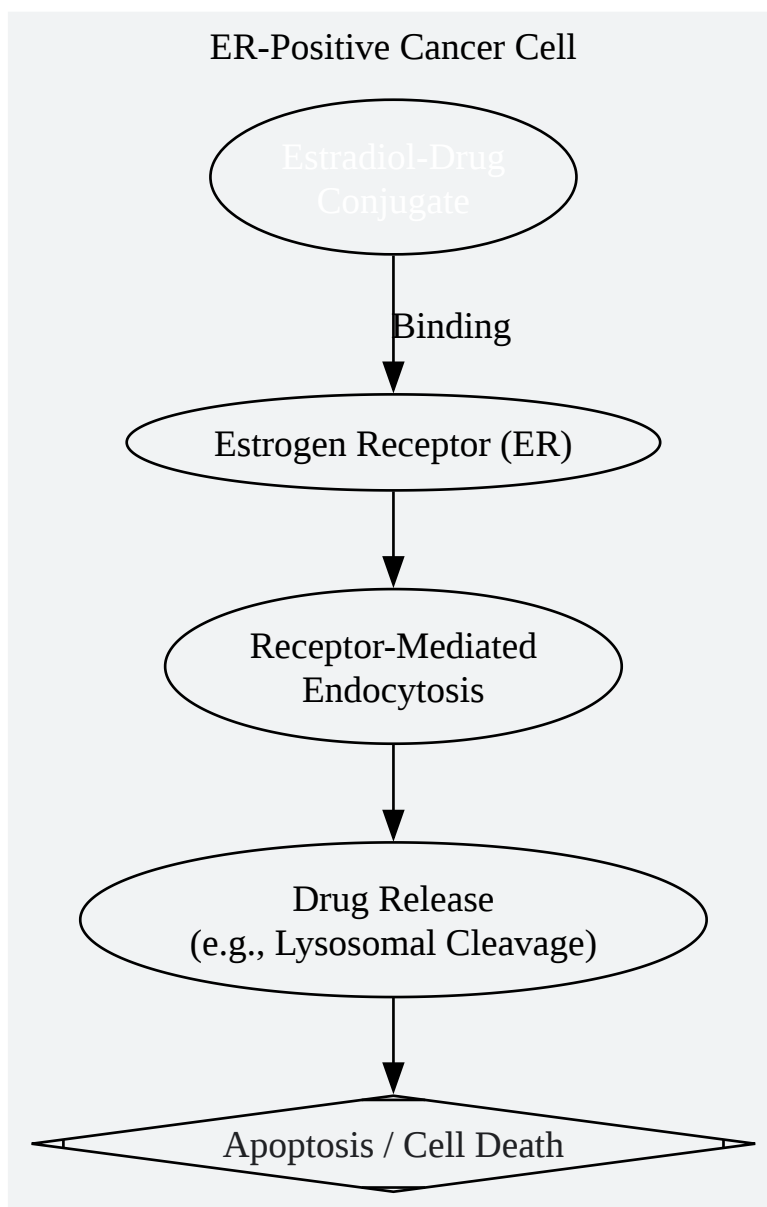 ER-Positive Cancer Cell
Estradiol-Drug
Conjugate
Binding
Estrogen Receptor (ER)
Receptor-Mediated
Endocytosis
Drug Release
(e.g., Lysosomal Cleavage)
Apoptosis / Cell Death